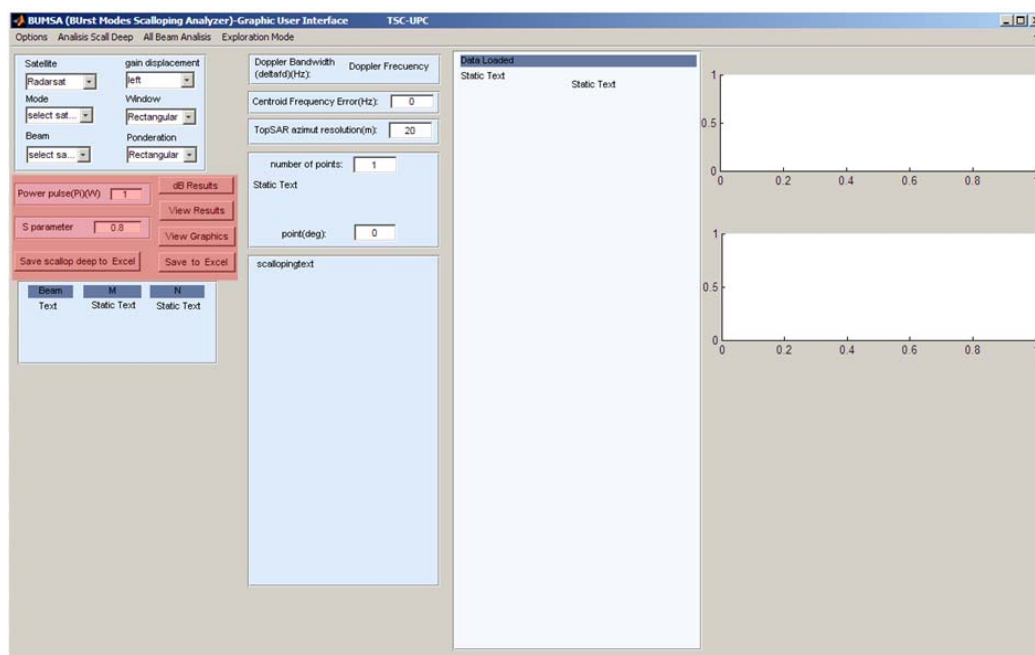 BUMSA (BUrst Modes Scalloping Analyzer)-Graphic User Interface TSC-UPC
Options Analisis Scall Deep All Beam Analisis Exploration Mode
Satellite gain displacement
Radarsat left
Mode Window
select sat... Rectangular
Beam Ponderation
select sa... Rectangular
Power pulse(Pi)(W) 1
dB Results
View Results
S parameter 0.8
View Graphics
Save scallop deep to Excel
Save to Excel
Beam M N
Text Static Text Static Text
Doppler Bandwidth
(deltafd)(Hz): Doppler Frecuency
Centroid Frequency Error(Hz): 0
TopSAR azimut resolution(m): 20
number of points: 1
Static Text
point(deg): 0
scallopingtext
Data Loaded
Static Text
Static Text
1
0.5
0
0 0.2 0.4 0.6 0.8
1
0.5
0
0 0.2 0.4 0.6 0.8